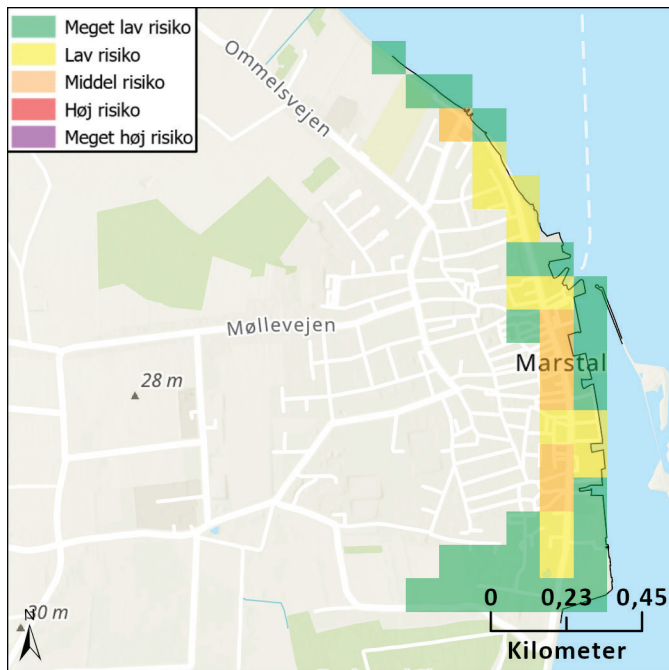 Meget lav risiko
Lav risiko
Middel risiko
Høj risiko
Meget høj risiko
Ommelsvejen
Møllevejen
Marstal
28 m
30 m
N
0 0,23 0,45
Kilometer